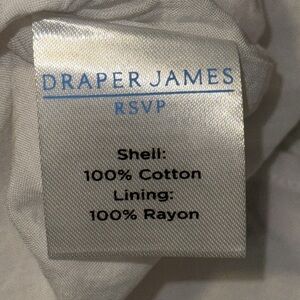 DRAPER JAMES
RSVP
Shell:
100% Cotton
Lining:
100% Rayon